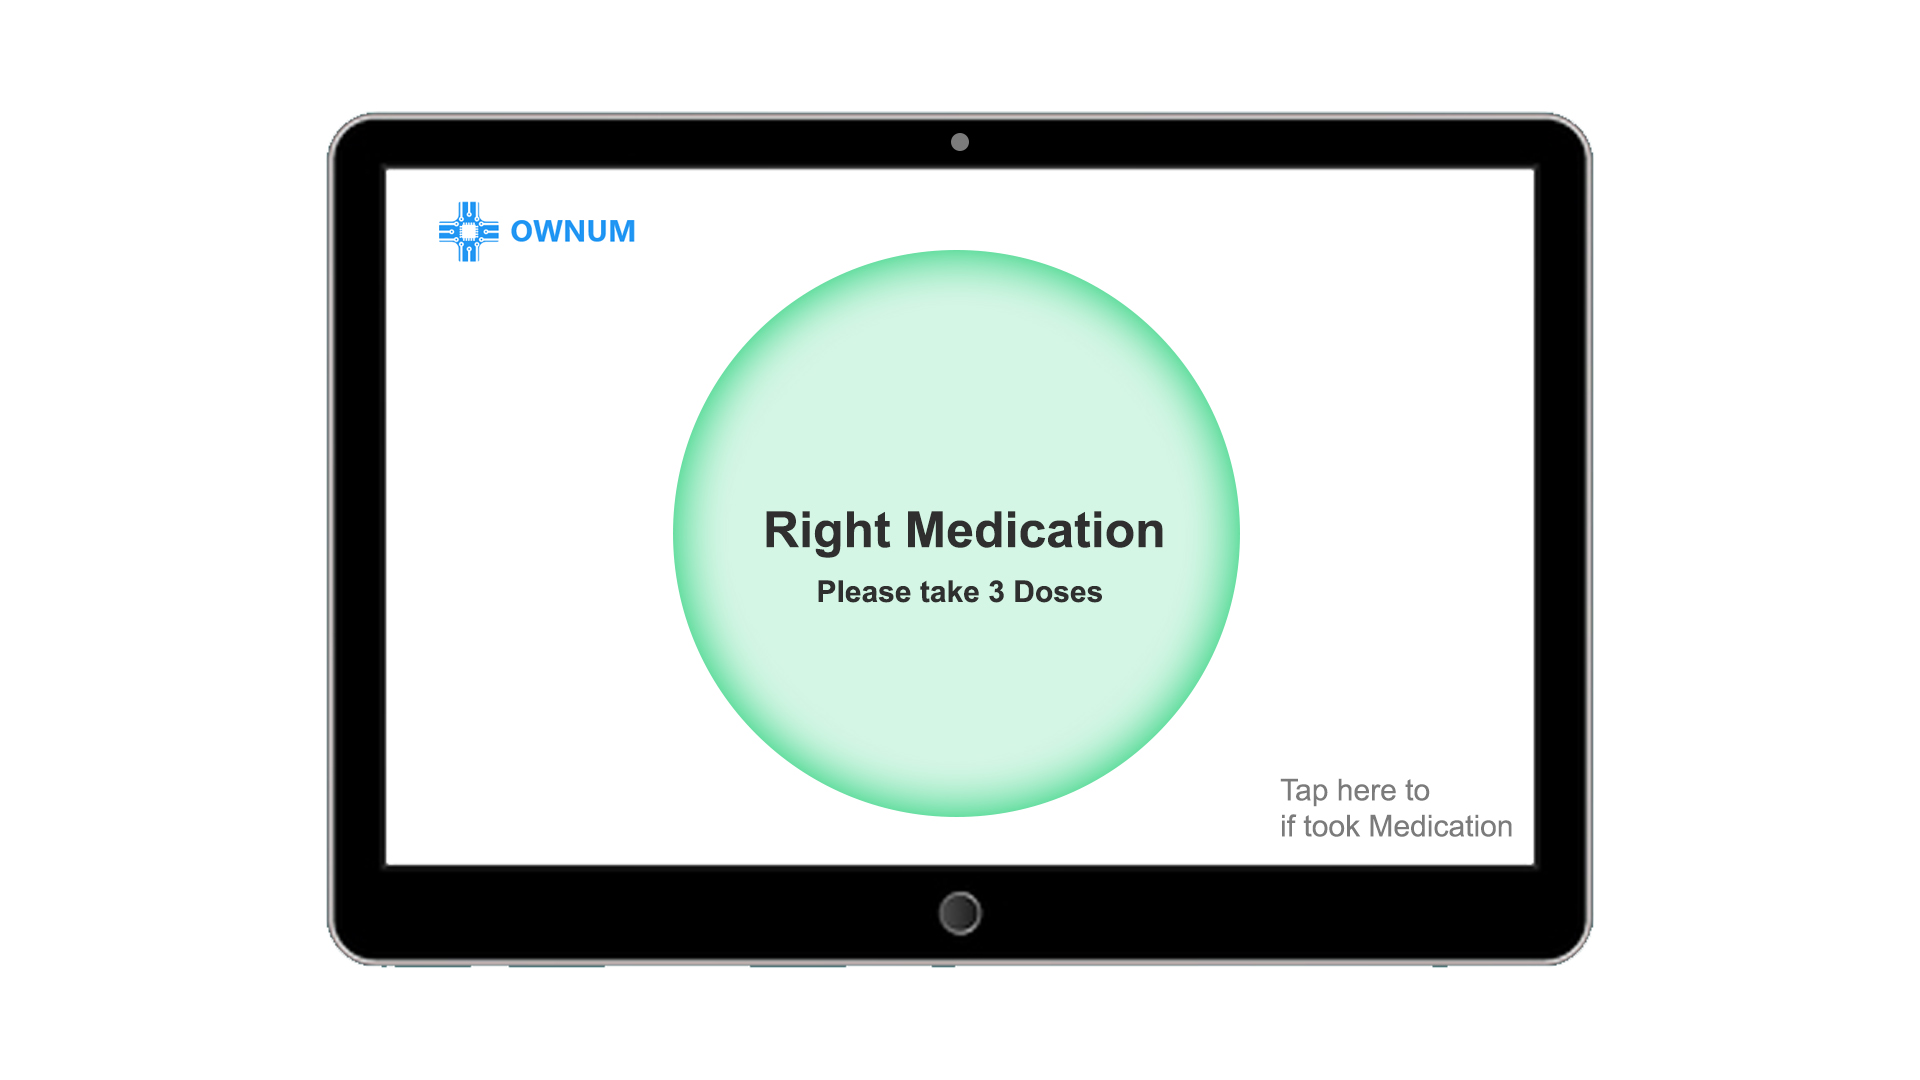 OWNUM
Right Medication
Please take 3 Doses
Tap here to
if took Medication